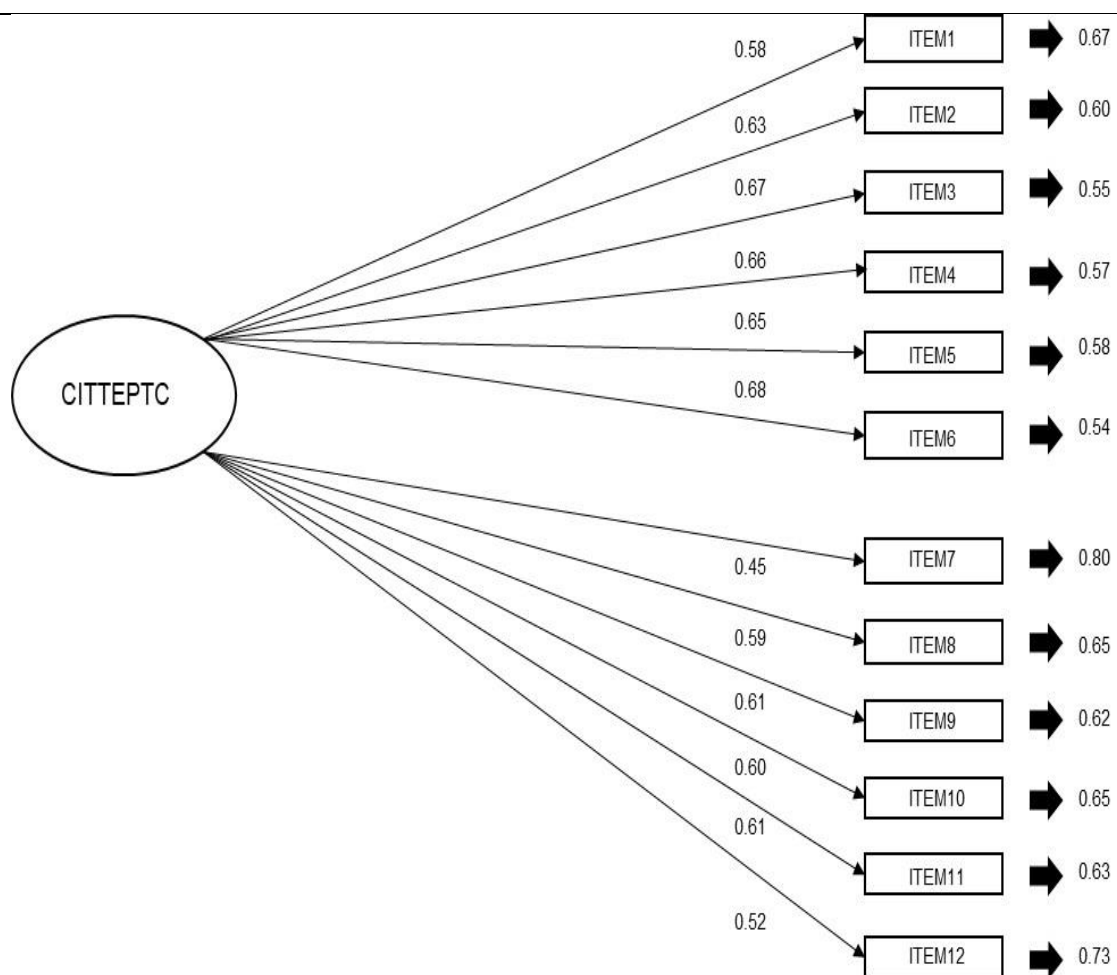 0.58 ITEM1 0.67
0.63 ITEM2 0.60
0.67 ITEM3 0.55
0.66 ITEM4 0.57
0.65 ITEM5 0.58
CITTEPTC
0.68 ITEM6 0.54
0.45 ITEM7 0.80
0.59 ITEM8 0.65
0.61 ITEM9 0.62
0.60 ITEM10 0.65
0.61 ITEM11 0.63
0.52 ITEM12 0.73